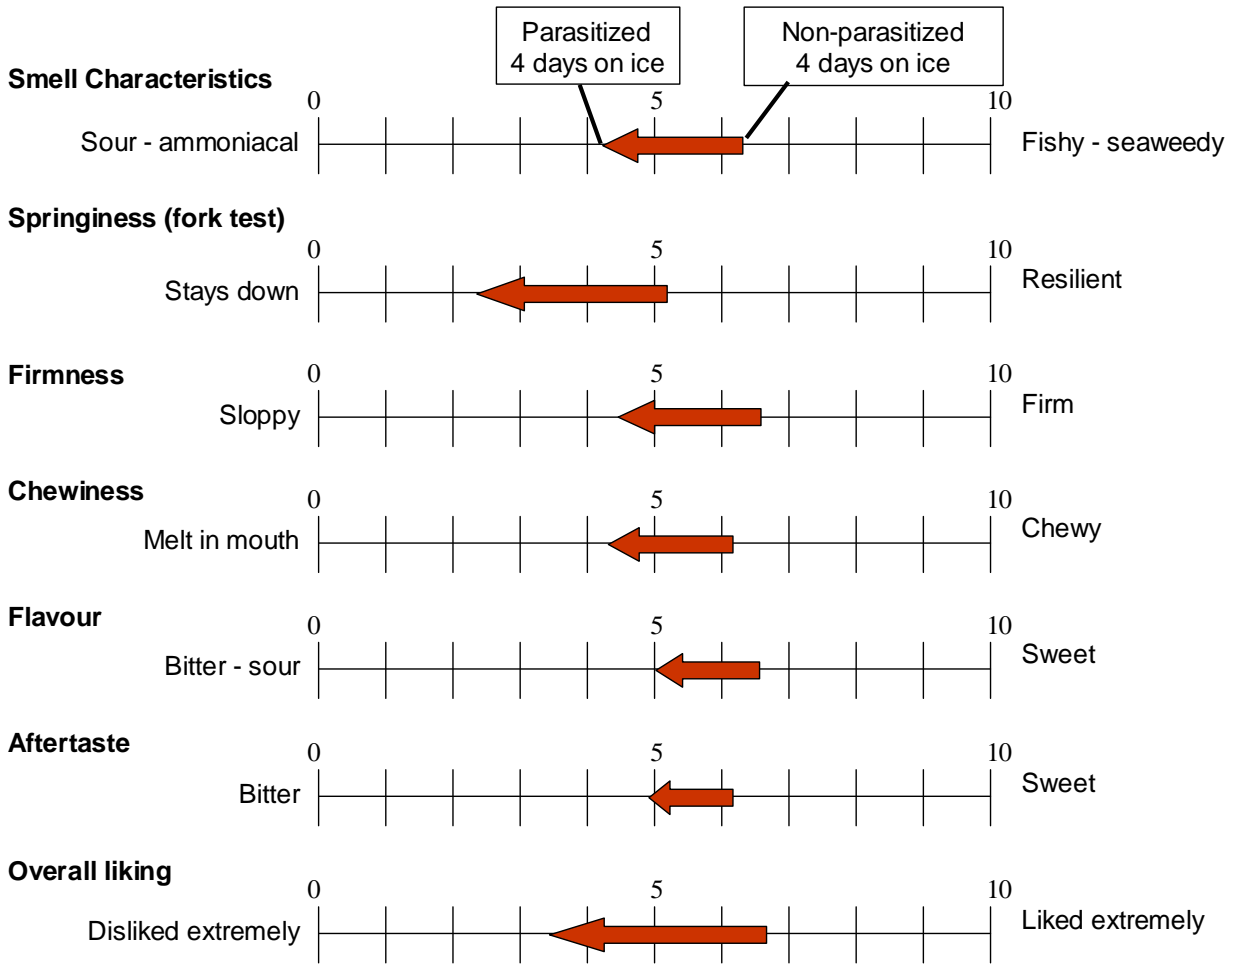 Parasitized
4 days on ice
Non-parasitized
4 days on ice
Smell Characteristics
0 5 10
Sour - ammoniacal
Fishy - seaweedy
Springiness (fork test)
0 5 10
Stays down
Resilient
Firmness
0 5 10
Sloppy
Firm
Chewiness
0 5 10
Melt in mouth
Chewy
Flavour
0 5 10
Bitter - sour
Sweet
Aftertaste
0 5 10
Bitter
Sweet
Overall liking
0 5 10
Disliked extremely
Liked extremely